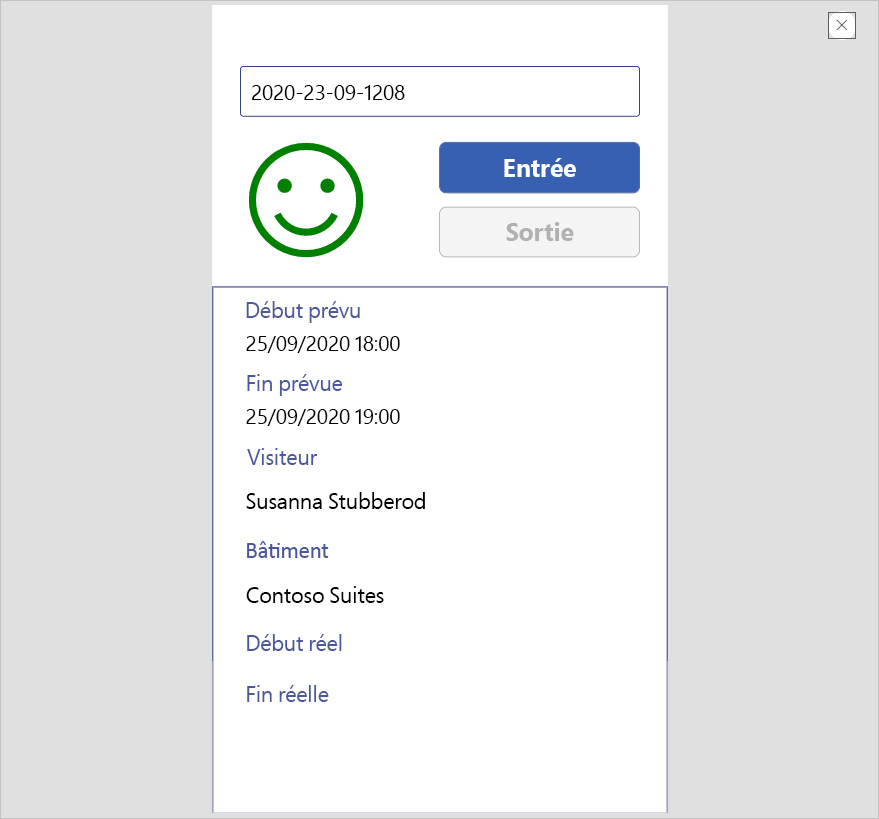 2020-23-09-1208
Entrée
Sortie
Début prévu
25/09/2020 18:00
Fin prévue
25/09/2020 19:00
Visiteur
Susanna Stubberod
Bâtiment
Contoso Suites
Début réel
Fin réelle